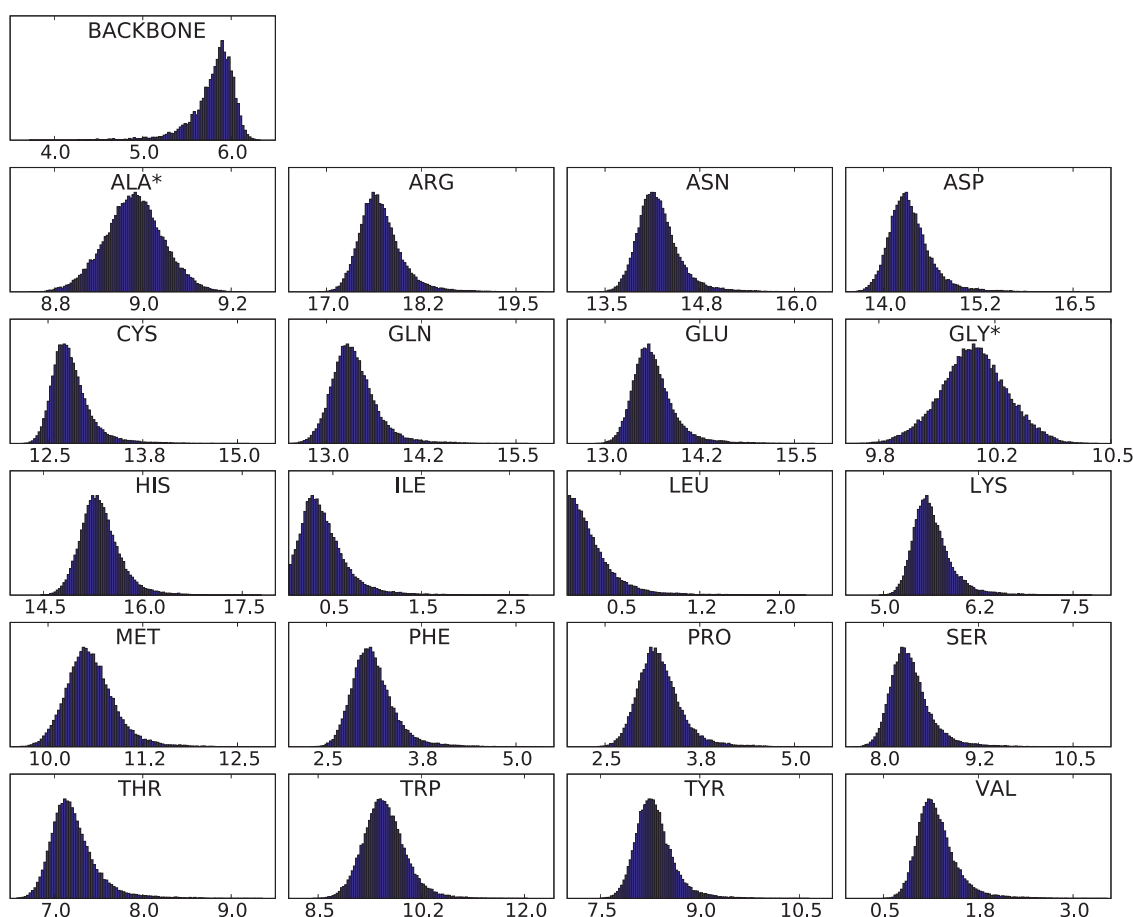 BACKBONE
4.0 5.0 6.0
ALA* ARG ASN ASP
8.8 9.0 9.2 17.0 18.2 19.5 13.5 14.8 16.0 14.0 15.2 16.5
CYS GLN GLU GLY*
12.5 13.8 15.0 13.0 14.2 15.5 13.0 14.2 15.5 9.8 10.2 10.5
HIS ILE LEU LYS
14.5 16.0 17.5 0.5 1.5 2.5 0.5 1.2 2.0 5.0 6.2 7.5
MET PHE PRO SER
10.0 11.2 12.5 2.5 3.8 5.0 2.5 3.8 5.0 8.0 9.2 10.5
THR TRP TYR VAL
7.0 8.0 9.0 8.5 10.2 12.0 7.5 9.0 10.5 0.5 1.8 3.0